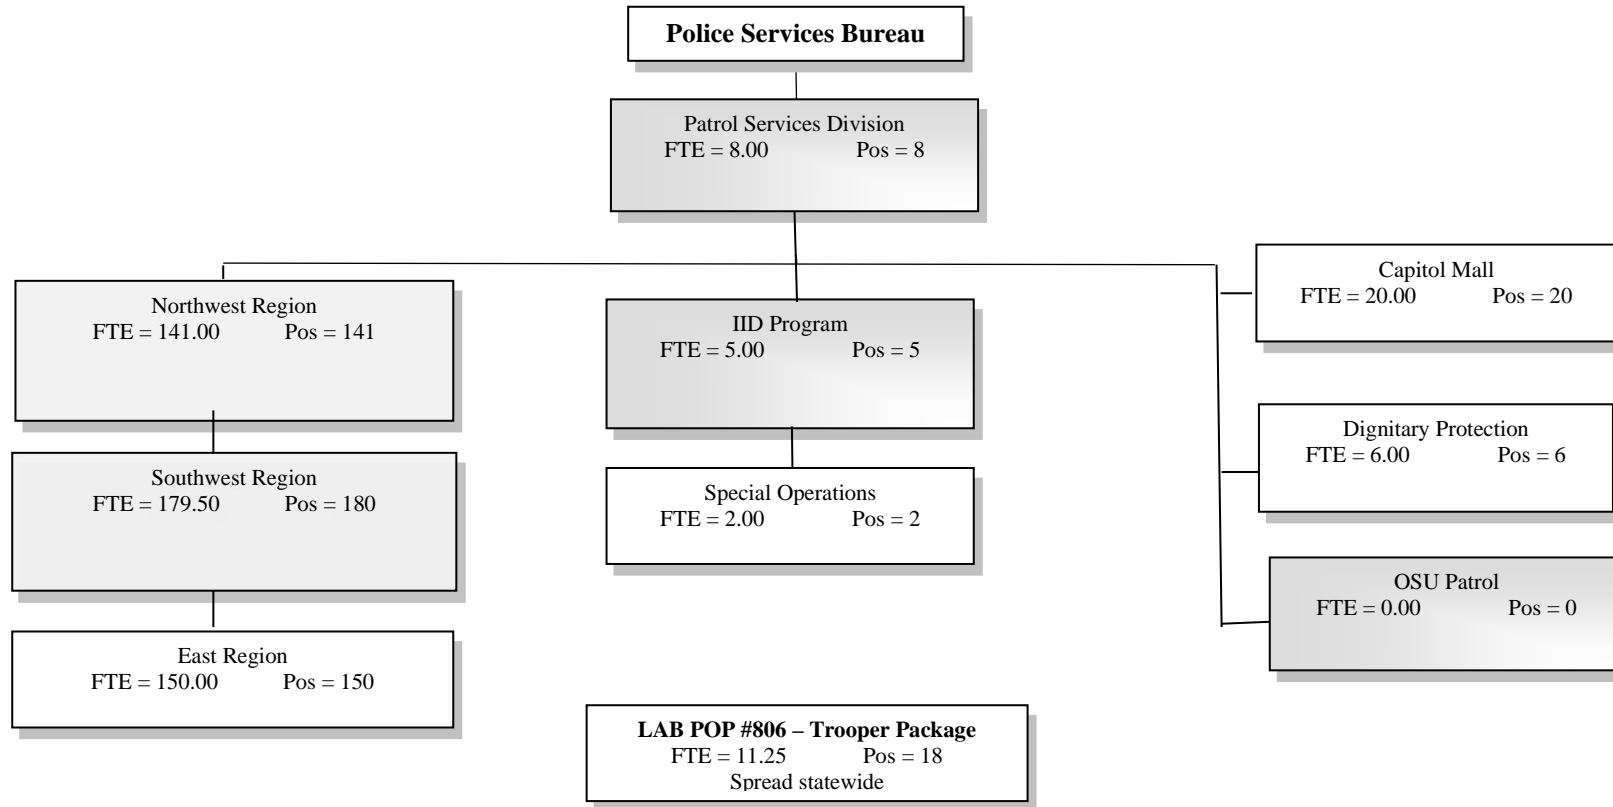 Police Services Bureau
Patrol Services Division
FTE = 8.00 Pos = 8
Northwest Region
FTE = 141.00 Pos = 141
Southwest Region
FTE = 179.50 Pos = 180
East Region
FTE = 150.00 Pos = 150
IID Program
FTE = 5.00 Pos = 5
Special Operations
FTE = 2.00 Pos = 2
Capitol Mall
FTE = 20.00 Pos = 20
Dignitary Protection
FTE = 6.00 Pos = 6
OSU Patrol
FTE = 0.00 Pos = 0
LAB POP #806 – Trooper Package
FTE = 11.25 Pos = 18
Spread statewide